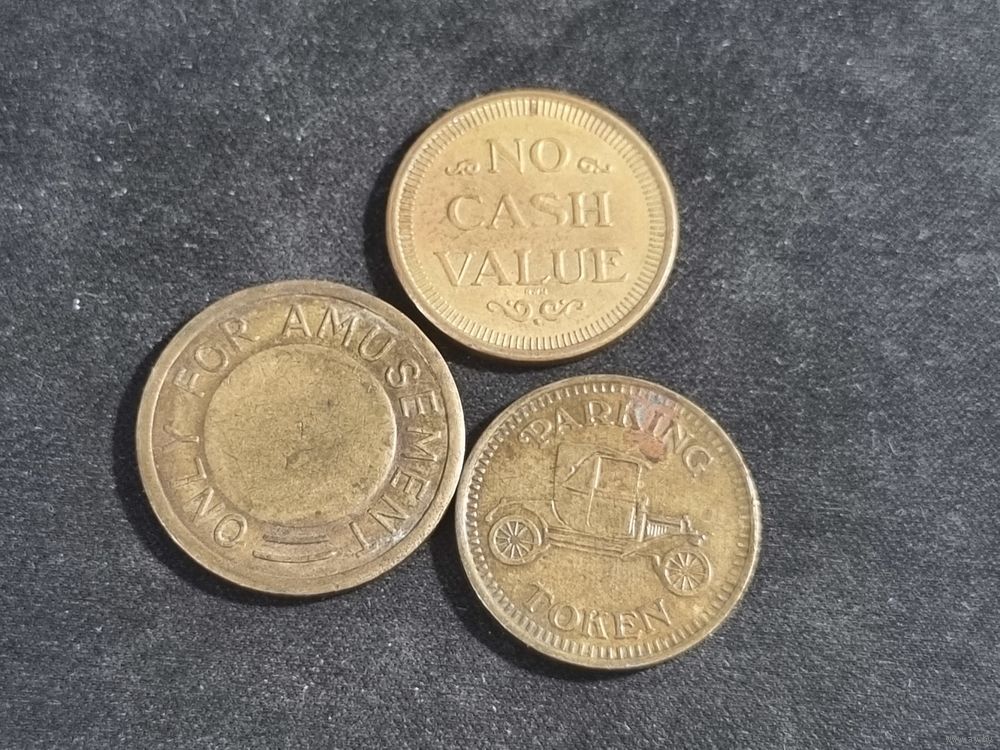 NO
CASH
VALUE
ONLY FOR AMUSEMENT
PARKING
TOKEN